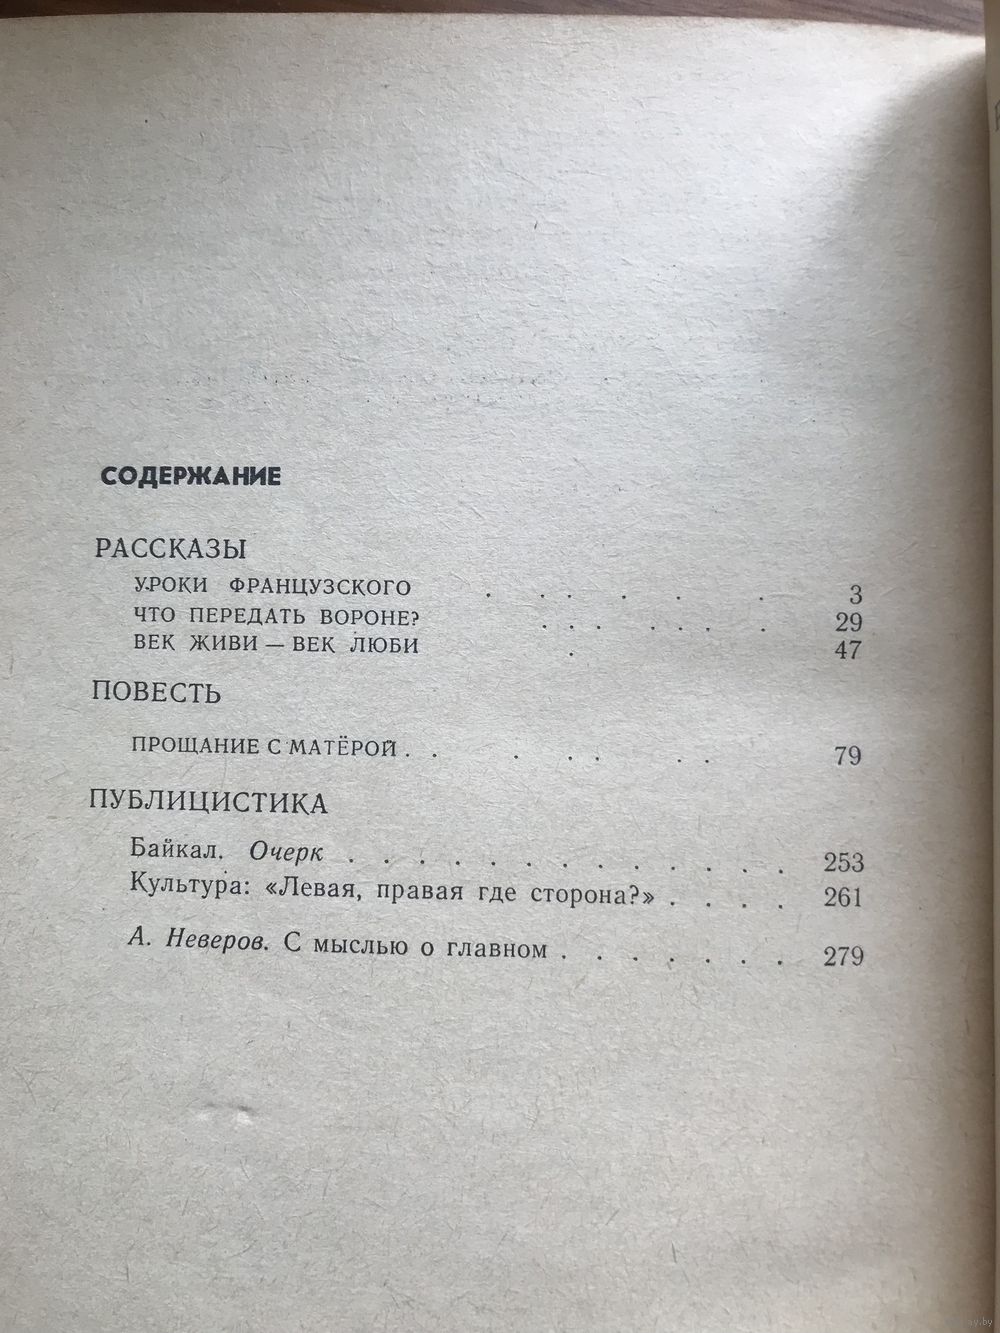 СОДЕРЖАНИЕ
РАССКАЗЫ
УРОКИ ФРАНЦУЗСКОГО . . . . . . 3
ЧТО ПЕРЕДАТЬ ВОРОНЕ? . . . . . . . 29
ВЕК ЖИВИ — ВЕК ЛЮБИ . 47
ПОВЕСТЬ
ПРОЩАНИЕ С МАТЁРОЙ . . . . . . . 79
ПУБЛИЦИСТИКА
Байкал. Очерк . . . . . . . . . . . . . 253
Культура: «Левая, правая где сторона?» . . . . 261
А. Неверов. С мыслью о главном . . . . . . . 279